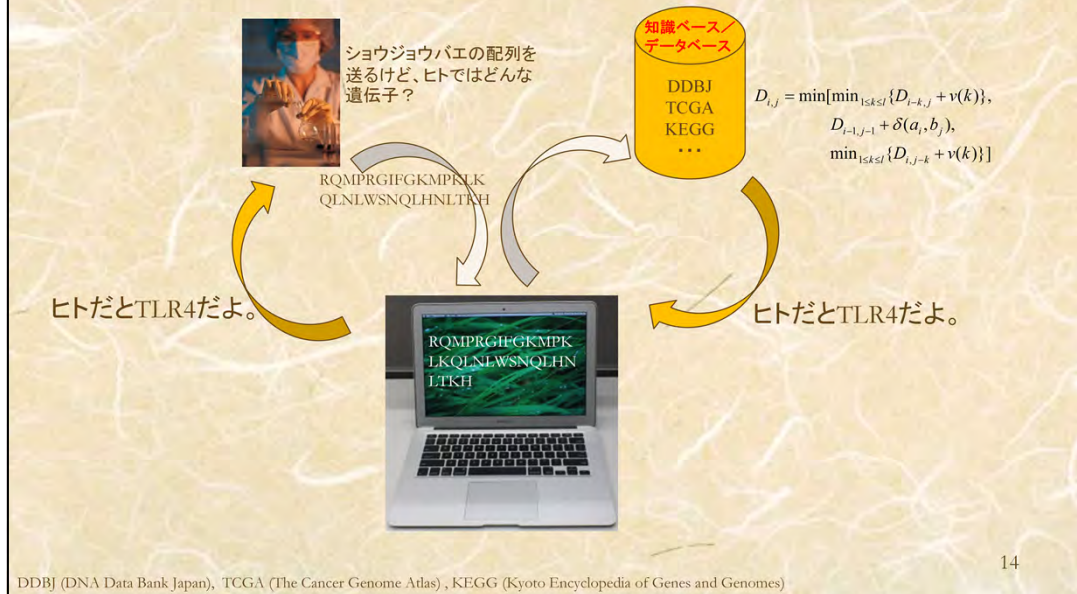 ショウジョウバエの配列を
送るけど、ヒトではどんな
遺伝子？
RQMPRGIFGKMPKLK
QLNLWSNQLHNLTKH
知識ベース／
データベース
DDBJ
TCGA
KEGG
・・・
D_{i,j} = min[min_{1≤k≤l}{D_{i−k,j} + v(k)},
D_{i−1,j−1} + δ(a_i, b_j),
min_{1≤k≤l}{D_{i,j−k} + v(k)}]
ヒトだとTLR4だよ。
ヒトだとTLR4だよ。
RQMPRGIFGKMPK
LKQLNLWSNQLHN
LTKH
14
DDBJ (DNA Data Bank Japan), TCGA (The Cancer Genome Atlas) , KEGG (Kyoto Encyclopedia of Genes and Genomes)